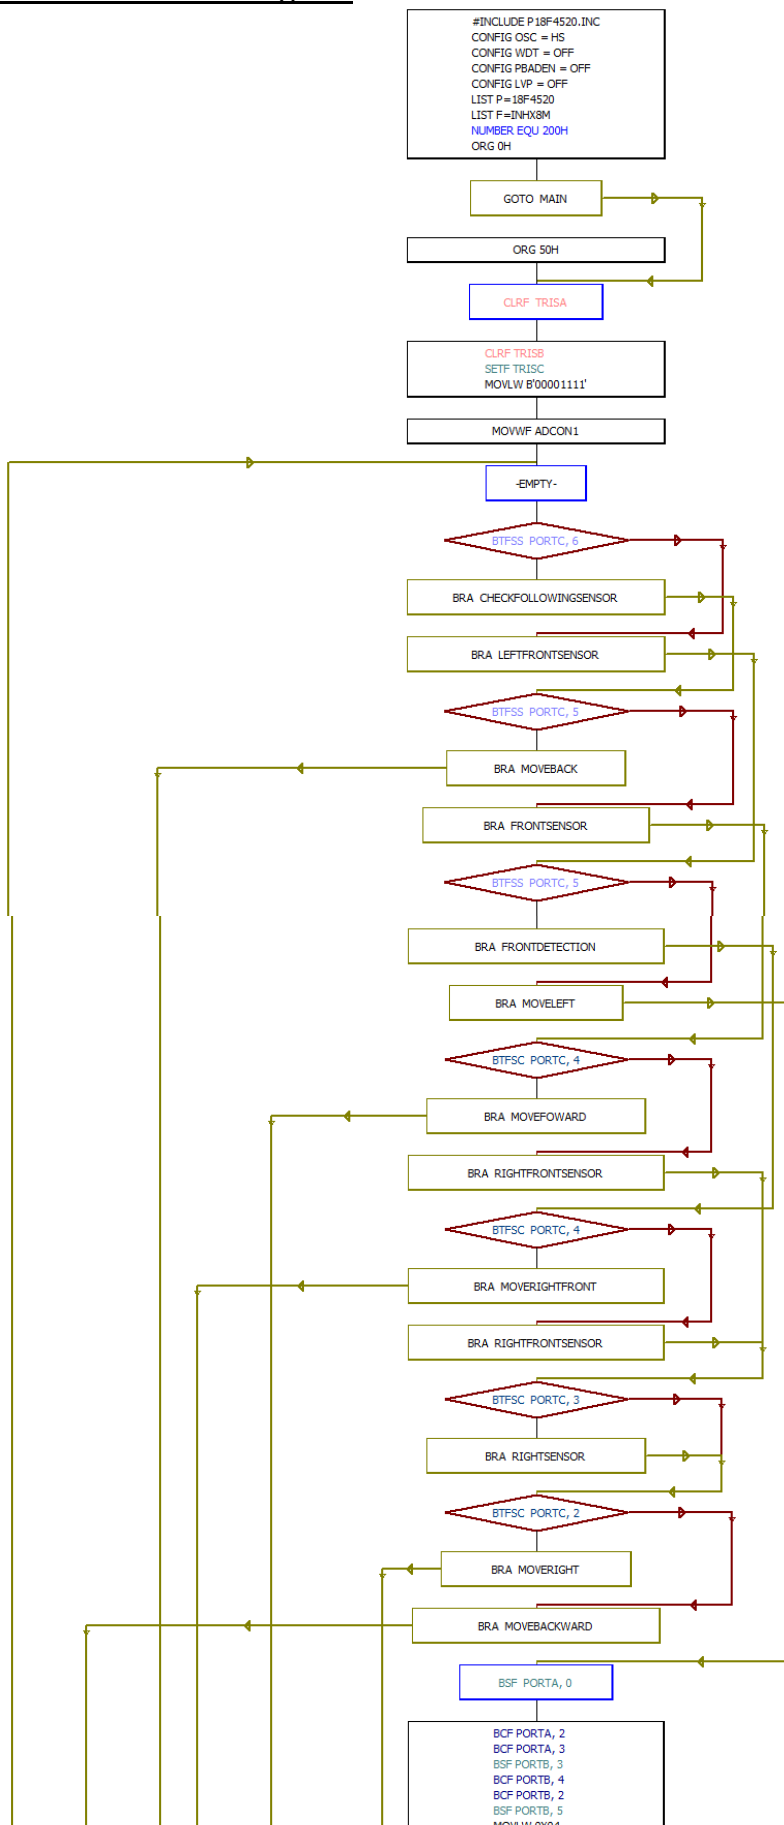 #INCLUDE P18F4520.INC
CONFIG OSC = HS
CONFIG WDT = OFF
CONFIG PBADEN = OFF
CONFIG LVP = OFF
LIST P=18F4520
LIST F=INHX8M
NUMBER EQU 200H
ORG 0H
GOTO MAIN
ORG 50H
CLRF TRISA
CLRF TRISB
SETF TRISC
MOVLW B'00001111'
MOVWF ADCON1
-EMPTY-
BTFSS PORTC, 6
BRA CHECKFOLLOWINGSENSOR
BRA LEFTFRONTSENSOR
BTFSS PORTC, 5
BRA MOVEBACK
BRA FRONTSENSOR
BTFSS PORTC, 5
BRA FRONTDETECTION
BRA MOVELEFT
BTFSC PORTC, 4
BRA MOVEFOWARD
BRA RIGHTFRONTSENSOR
BTFSC PORTC, 4
BRA MOVERIGHTFRONT
BRA RIGHTFRONTSENSOR
BTFSC PORTC, 3
BRA RIGHTSENSOR
BTFSC PORTC, 2
BRA MOVERIGHT
BRA MOVEBACKWARD
BSF PORTA, 0
BCF PORTA, 2
BCF PORTA, 3
BSF PORTB, 3
BCF PORTB, 4
BCF PORTB, 2
BSF PORTB, 5